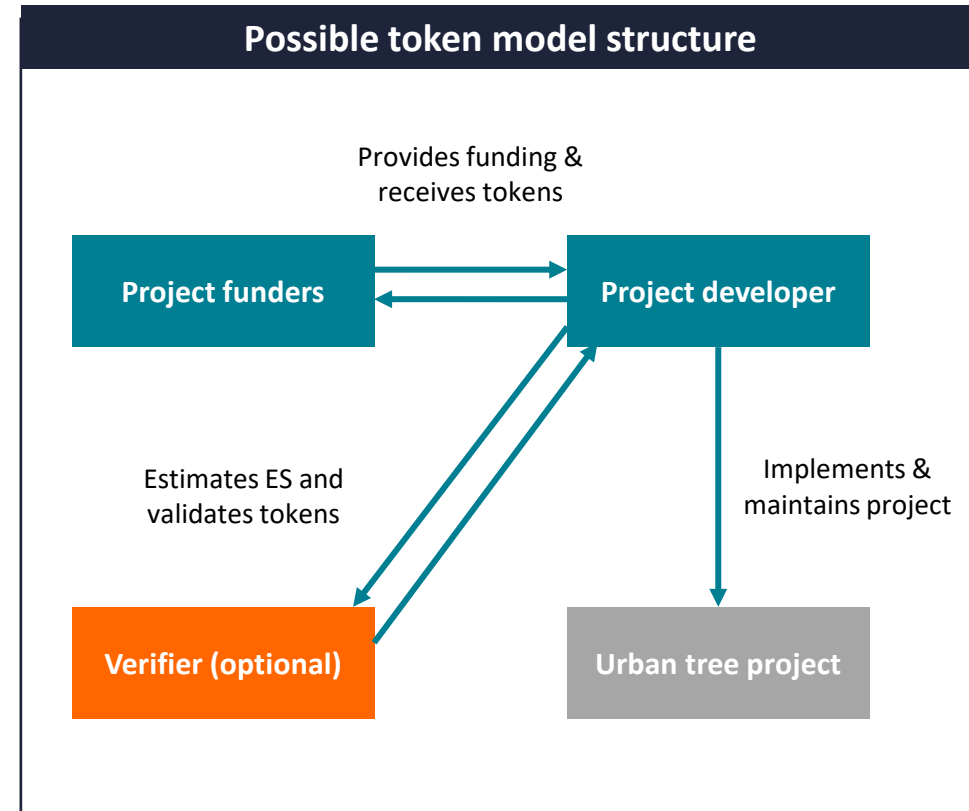 Possible token model structure
Provides funding &
receives tokens
Project funders
Project developer
Estimates ES and
validates tokens
Implements &
maintains project
Verifier (optional)
Urban tree project